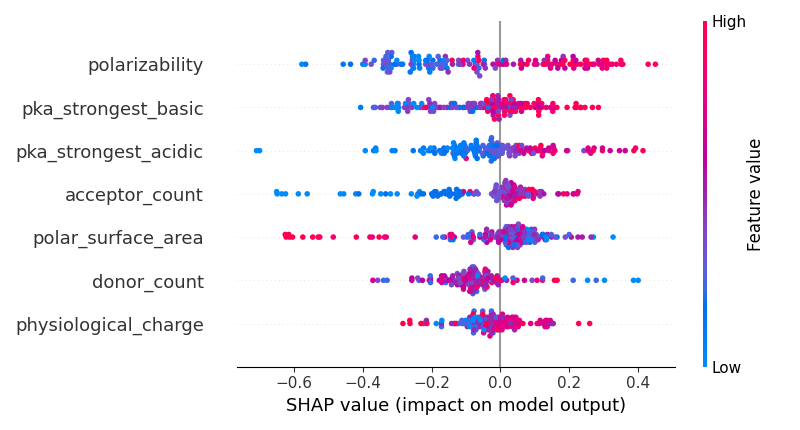 High
polarizability
pka_strongest_basic
pka_strongest_acidic
acceptor_count
polar_surface_area
donor_count
physiological_charge
Feature value
Low
−0.6 −0.4 −0.2 0.0 0.2 0.4
SHAP value (impact on model output)